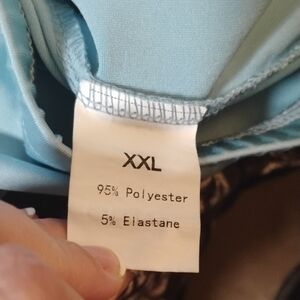 XXL
95% Polyester
5% Elastane